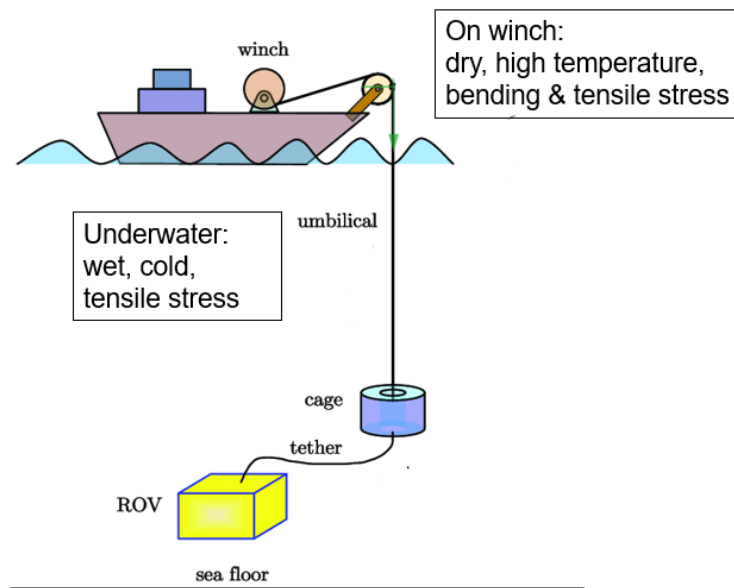 On winch:
dry, high temperature,
bending & tensile stress
winch
umbilical
Underwater:
wet, cold,
tensile stress
cage
tether
ROV
sea floor